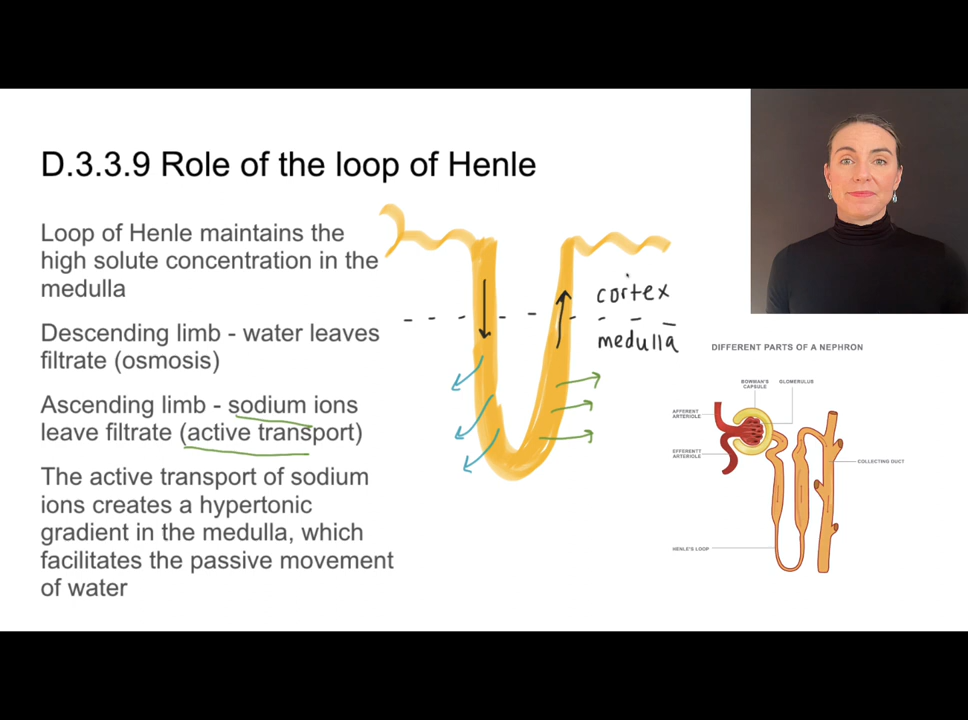 D.3.3.9 Role of the loop of Henle
Loop of Henle maintains the
high solute concentration in the
medulla
Descending limb - water leaves
filtrate (osmosis)
Ascending limb - sodium ions
leave filtrate (active transport)
The active transport of sodium
ions creates a hypertonic
gradient in the medulla, which
facilitates the passive movement
of water
cortex
medulla
DIFFERENT PARTS OF A NEPHRON
BOWMAN'S
CAPSULE
GLOMERULUS
AFFERENT
ARTERIOLE
EFFERENTY
ARTERIOLE
COLLECTING DUCT
HENLE'S LOOP